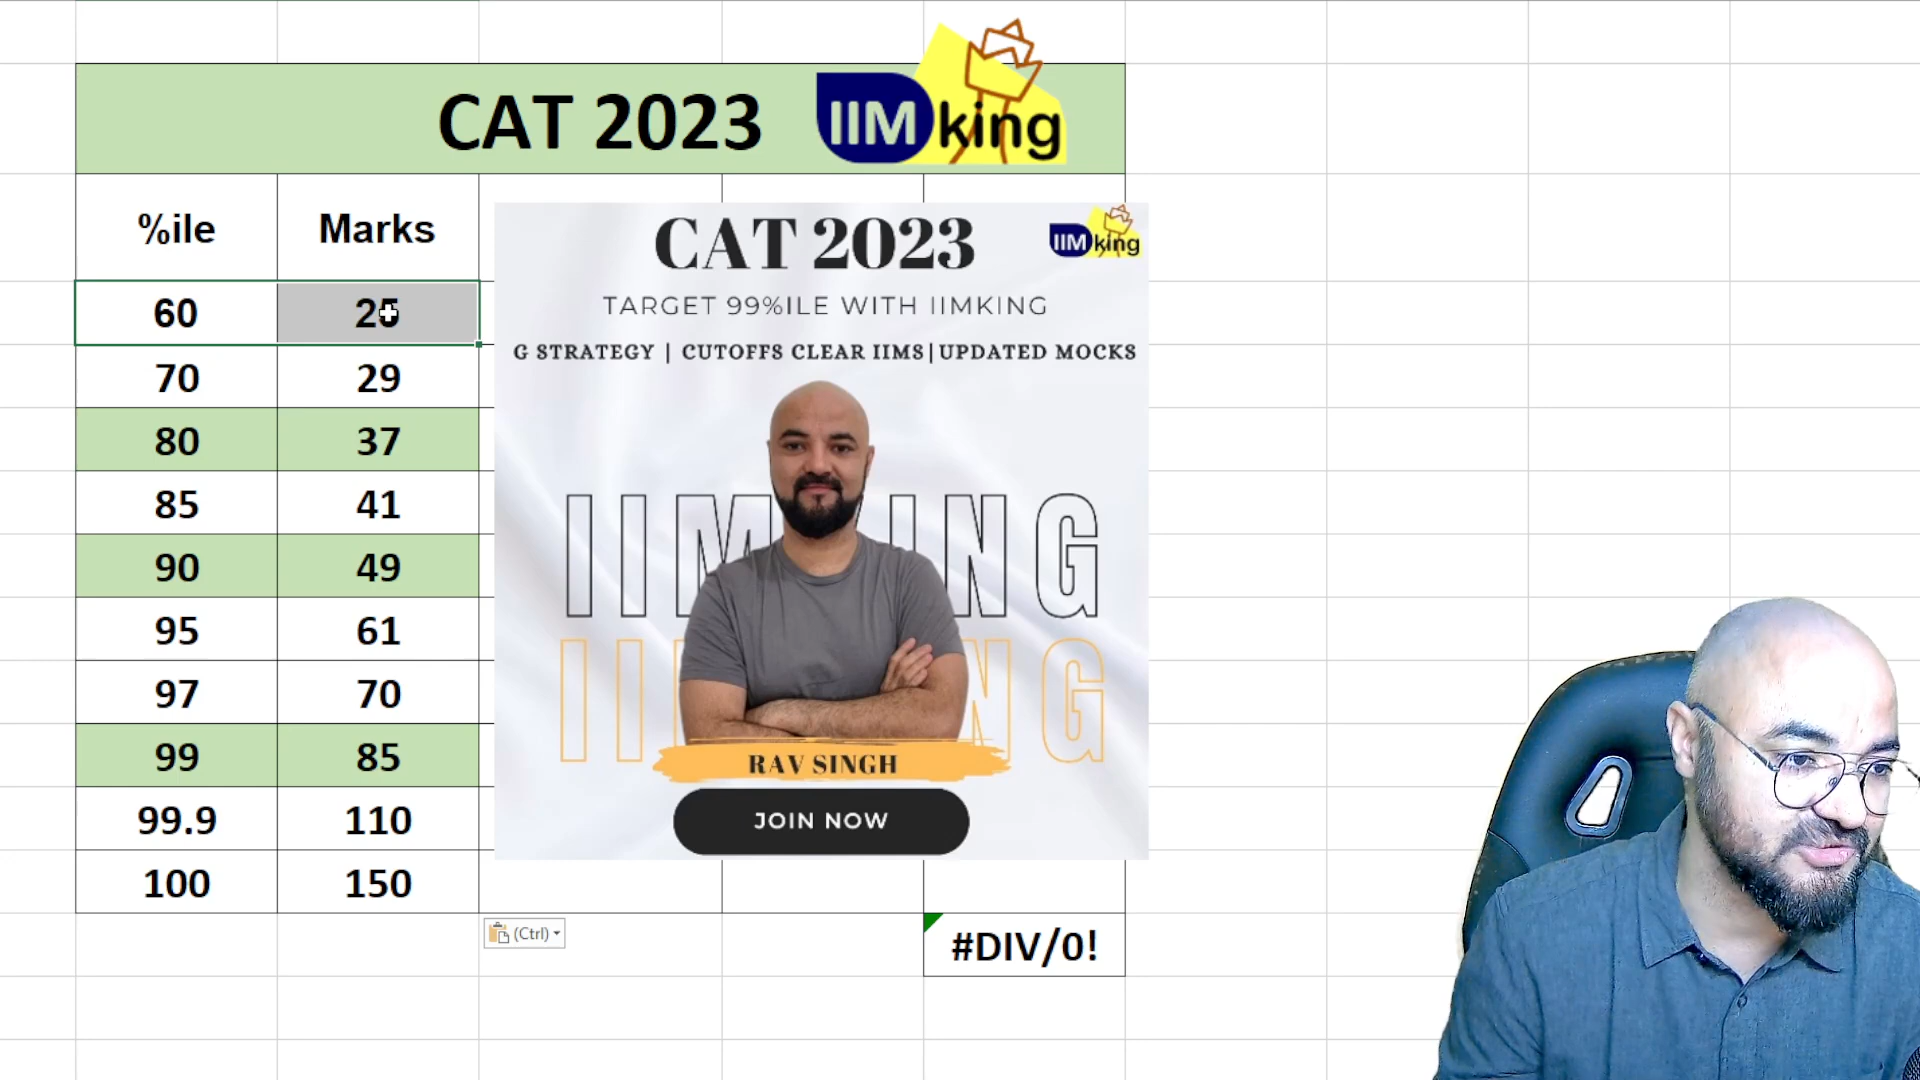 CAT 2023
IIM king
%ile Marks
60 25
70 29
80 37
85 41
90 49
95 61
97 70
99 85
99.9 110
100 150
CAT 2023
IIM king
TARGET 99%ILE WITH IIMKING
G STRATEGY | CUTOFFS CLEAR IIMS|UPDATED MOCKS
IIMKING
IIMKING
RAV SINGH
JOIN NOW
(Ctrl)
#DIV/0!